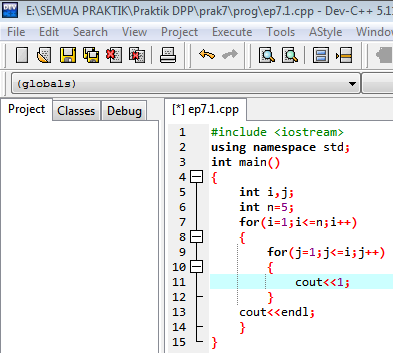 E:\SEMUA PRAKTIK\Praktik DPP\prak7\prog\ep7.1.cpp - Dev-C++ 5.1
File Edit Search View Project Execute Tools AStyle Window
(globals)
Project Classes Debug [*] ep7.1.cpp
1 #include <iostream>
2 using namespace std;
3 int main()
4 {
5 int i,j;
6 int n=5;
7 for(i=1;i<=n;i++)
8 {
9 for(j=1;j<=i;j++)
10 {
11 cout<<1;
12 }
13 cout<<endl;
14 }
15 }